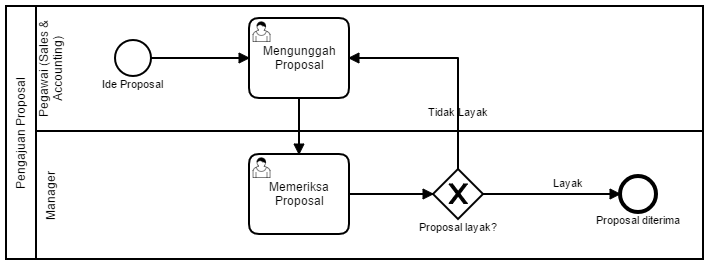 Pengajuan Proposal
Pegawai (Sales &
Accounting)
Ide Proposal
Mengunggah
Proposal
Tidak Layak
Manager
Memeriksa
Proposal
Proposal layak?
Layak
Proposal diterima